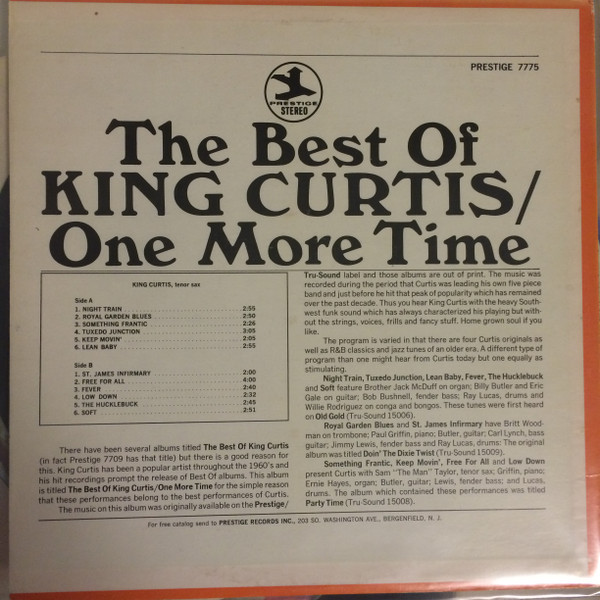 PRESTIGE 7775
PRESTIGE
STEREO
The Best Of
KING CURTIS/
One More Time
KING CURTIS, tenor sax
Side A
1. NIGHT TRAIN 2:55
2. ROYAL GARDEN BLUES 2:50
3. SOMETHING FRANTIC 2:26
4. TUXEDO JUNCTION 3:05
5. KEEP MOVIN' 2:05
6. LEAN BABY 2:55
Side B
1. ST. JAMES INFIRMARY 2:00
2. FREE FOR ALL 4:00
3. FEVER 2:40
4. LOW DOWN 2:32
5. THE HUCKLEBUCK 2:45
6. SOFT 2:51
There have been several albums titled The Best Of King Curtis
(in fact Prestige 7709 has that title) but there is a good reason for
this. King Curtis has been a popular artist throughout the 1960's and
his hit recordings prompt the release of Best Of albums. This album
is titled The Best Of King Curtis/One More Time for the simple reason
that these performances belong to the best performances of Curtis.
The music on this album was originally available on the Prestige/
Tru-Sound label and those albums are out of print. The music was
recorded during the period that Curtis was leading his own five piece
band and just before he hit that peak of popularity which has remained
over the past decade. Thus you hear King Curtis with the heavy South-
west funk sound which has always characterized his playing but with-
out the strings, voices, frills and fancy stuff. Home grown soul if you
like.
The program is varied in that there are four Curtis originals as
well as R&B classics and jazz tunes of an older era. A different type of
program than one might hear from Curtis today but one equally as
stimulating.
Night Train, Tuxedo Junction, Lean Baby, Fever, The Hucklebuck
and Soft feature Brother Jack McDuff on organ; Billy Butler and Eric
Gale on guitar; Bob Bushnell, fender bass; Ray Lucas, drums and
Willie Rodriguez on conga and bongos. These tunes were first heard
on Old Gold (Tru-Sound 15006).
Royal Garden Blues and St. James Infirmary have Britt Wood-
man on trombone; Paul Griffin, piano; Butler, guitar; Carl Lynch, bass
guitar; Jimmy Lewis, fender bass and Ray Lucas, drums: The original
album was titled Doin' The Dixie Twist (Tru-Sound 15009).
Something Frantic, Keep Movin', Free For All and Low Down
present Curtis with Sam "The Man" Taylor, tenor sax; Griffin, piano;
Ernie Hayes, organ; Butler, guitar; Lewis, fender bass; and Lucas,
drums. The album which contained these performances was titled
Party Time (Tru-Sound 15008).
For free catalog send to PRESTIGE RECORDS INC., 203 SO. WASHINGTON AVE., BERGENFIELD, N. J.